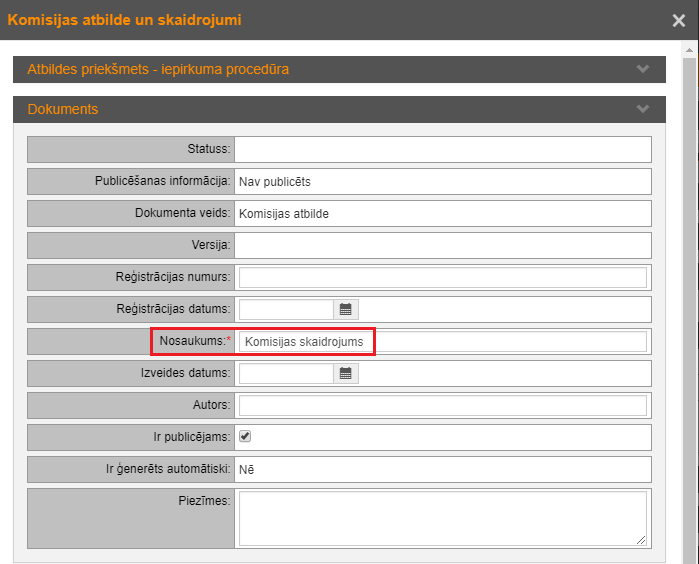 Komisijas atbilde un skaidrojumi
Atbildes priekšmets - iepirkuma procedūra
Dokuments
Statuss:
Publicēšanas informācija: Nav publicēts
Dokumenta veids: Komisijas atbilde
Versija:
Reģistrācijas numurs:
Reģistrācijas datums:
Nosaukums:* Komisijas skaidrojums
Izveides datums:
Autors:
Ir publicējams:
Ir ģenerēts automātiski: Nē
Piezīmes: